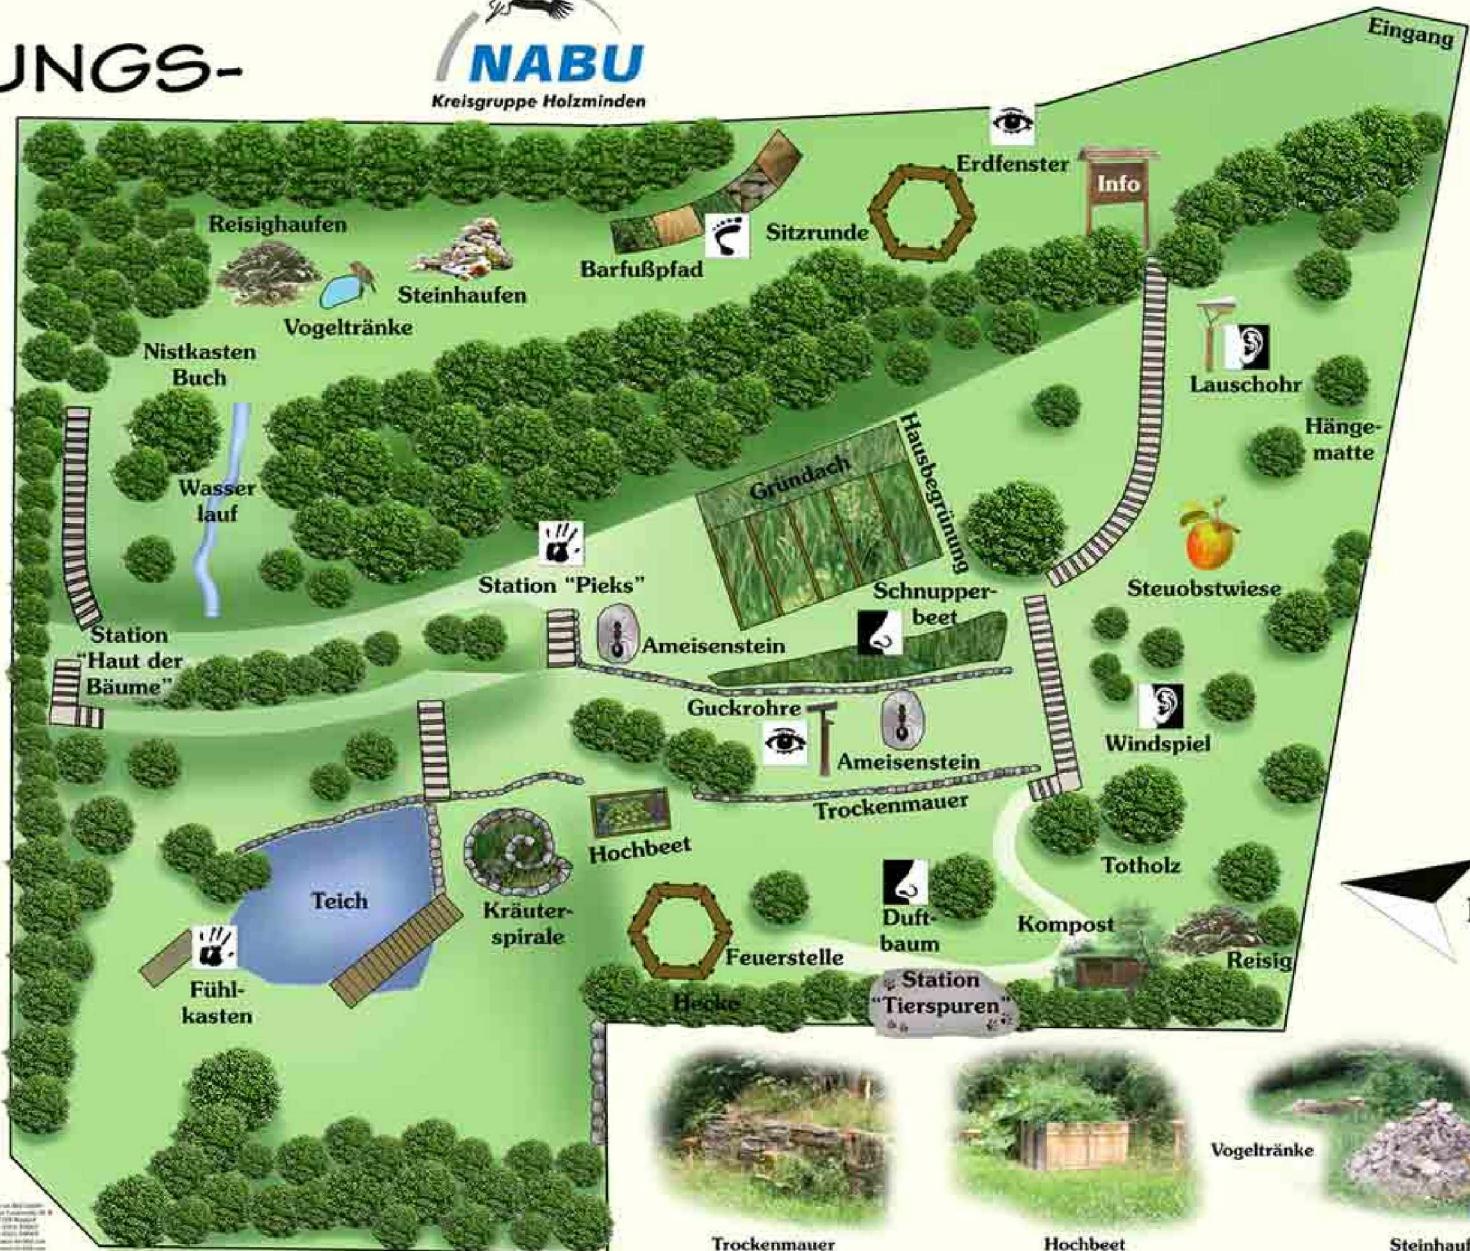 UNGS-
NABU
Kreisgruppe Holzminden
Eingang
Erdfenster
Info
Reisighaufen
Sitzrunde
Barfußpfad
Steinhaufen
Vogeltränke
Nistkasten
Buch
Lauschohr
Hänge-
matte
Wasser
lauf
Gründach
Hausbegrünung
Station "Pieks"
Schnupper-
beet
Steuobstwiese
Station
"Haut der
Bäume"
Ameisenstein
Guckrohre
Windspiel
Ameisenstein
Trockenmauer
Hochbeet
Totholz
Teich
Kräuter-
spirale
Duft-
baum
Kompost
Feuerstelle
Reisig
Fühl-
kasten
Hecke
Station
"Tierspuren"
Vogeltränke
Trockenmauer
Hochbeet
Steinhauf